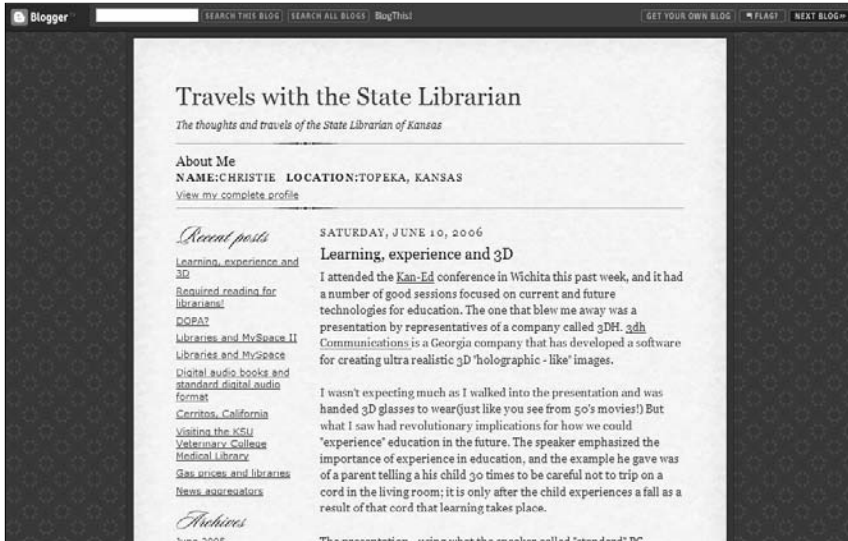 Blogger
SEARCH THIS BLOG SEARCH ALL BLOGS BlogThis!
GET YOUR OWN BLOG FLAG? NEXT BLOG»
Travels with the State Librarian
The thoughts and travels of the State Librarian of Kansas
About Me
NAME:CHRISTIE LOCATION:TOPEKA, KANSAS
View my complete profile
Recent posts
Learning, experience and
3D
Required reading for
librarians!
DOPA?
Libraries and MySpace II
Libraries and MySpace
Digital audio books and
standard digital audio
format
Cerritos, California
Visiting the KSU
Veterinary College
Medical Library
Gas prices and libraries
News aggregators
Archives
June 2006
SATURDAY, JUNE 10, 2006
Learning, experience and 3D
I attended the Kan-Ed conference in Wichita this past week, and it had
a number of good sessions focused on current and future
technologies for education. The one that blew me away was a
presentation by representatives of a company called 3DH. 3dh
Communications is a Georgia company that has developed a software
for creating ultra realistic 3D "holographic - like" images.
I wasn't expecting much as I walked into the presentation and was
handed 3D glasses to wear(just like you see from 50's movies!) But
what I saw had revolutionary implications for how we could
"experience" education in the future. The speaker emphasized the
importance of experience in education, and the example he gave was
of a parent telling a his child 30 times to be careful not to trip on a
cord in the living room; it is only after the child experiences a fall as a
result of that cord that learning takes place.
The presentation - using what the speaker called "standard" PC